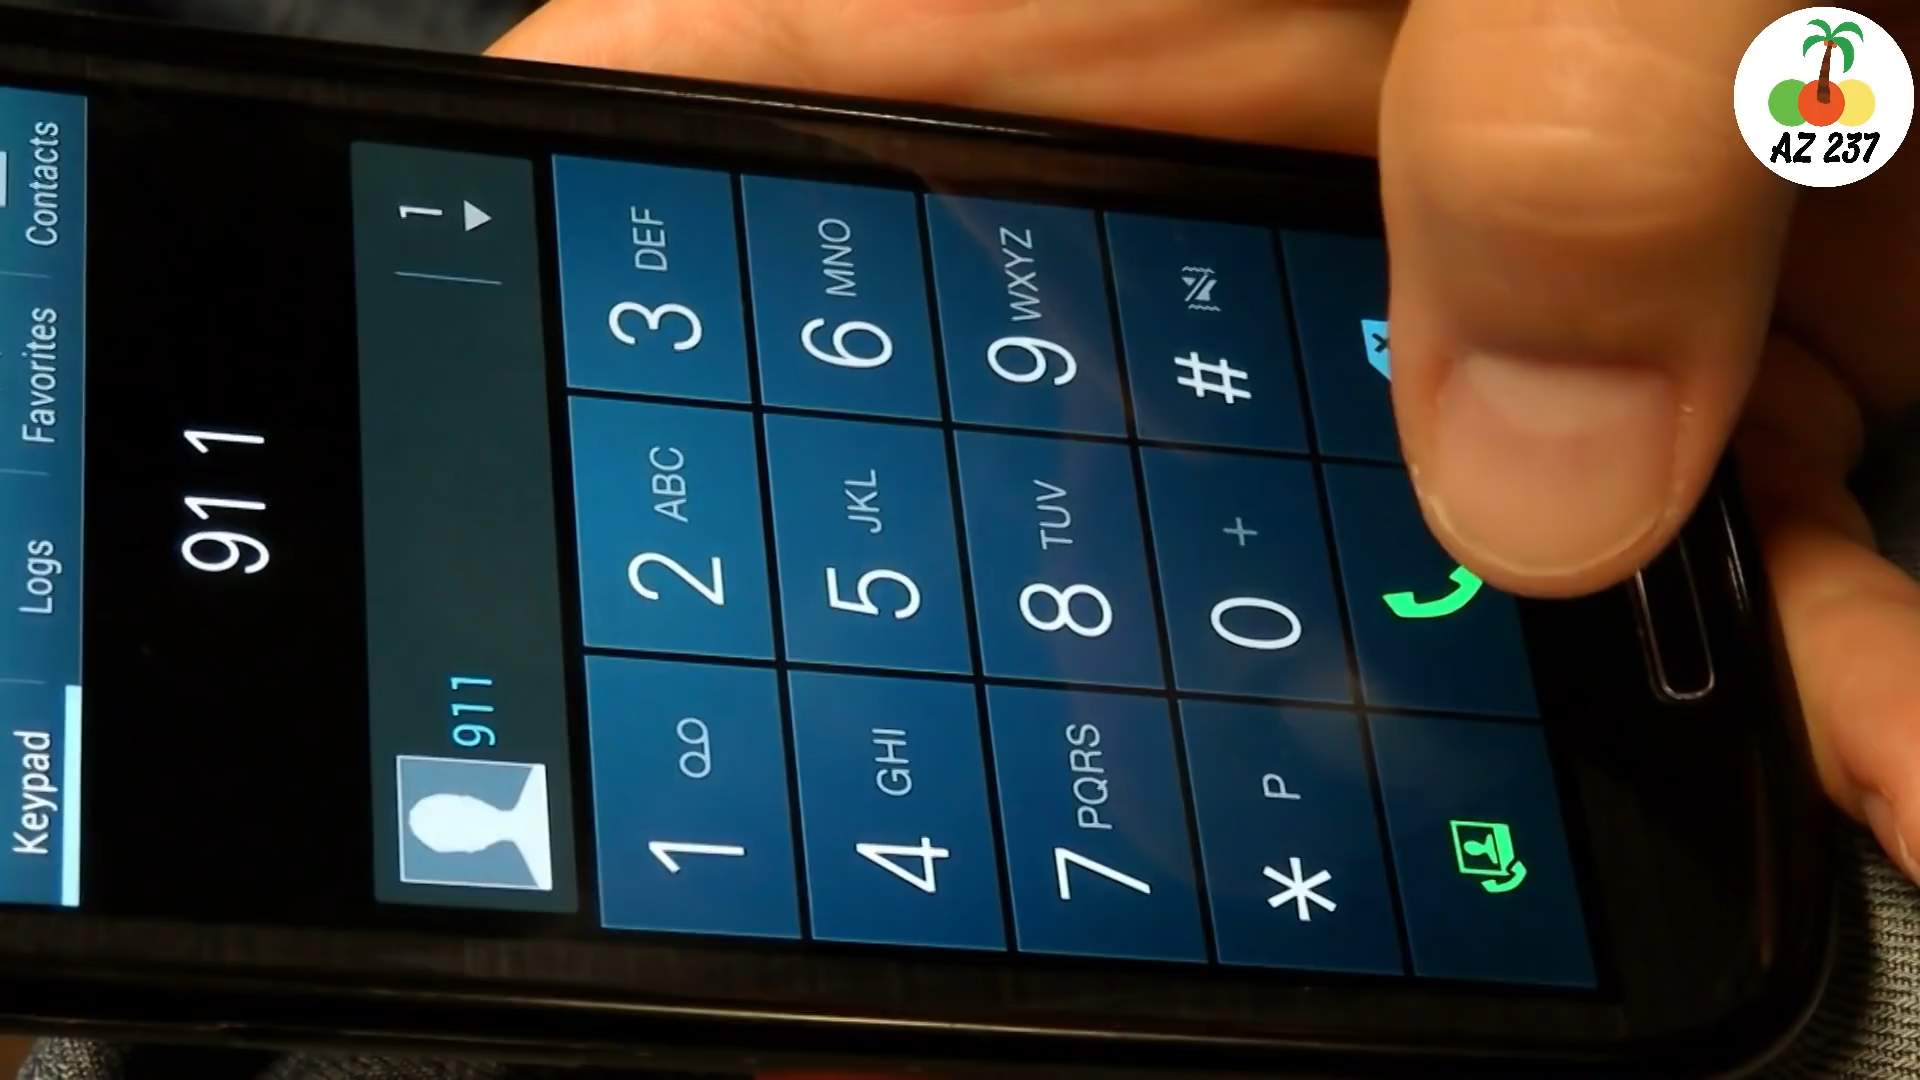 Keypad Logs Favorites Contacts
911
911 1
1 2 ABC 3 DEF
4 GHI 5 JKL 6 MNO
7 PQRS 8 TUV 9 WXYZ
* P 0 + #
AZ 237